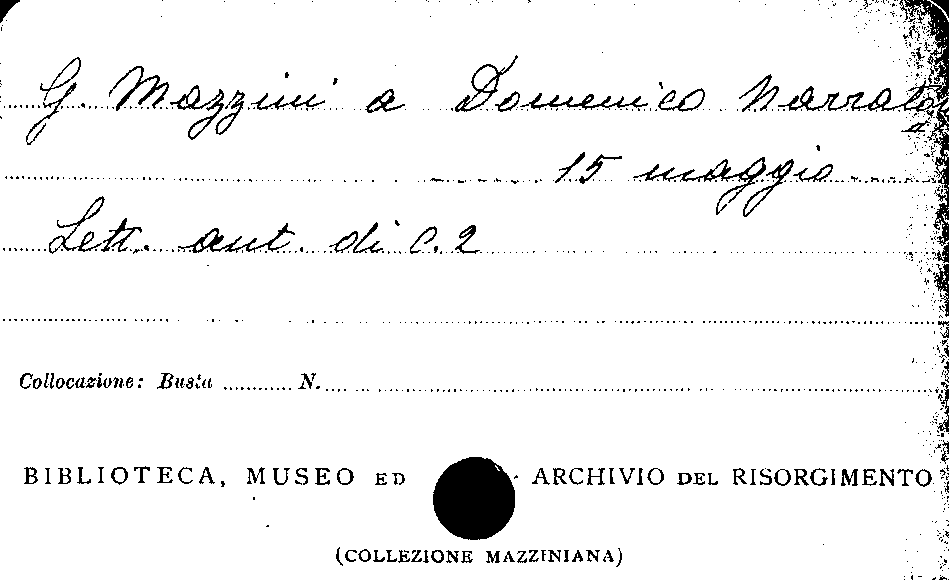 G. Mazzini a Domenico
15 maggio
Lett. aut. di c. 2
Collocazione: Busta .......... N.
BIBLIOTECA, MUSEO ED ARCHIVIO DEL RISORGIMENTO
(COLLEZIONE MAZZINIANA)